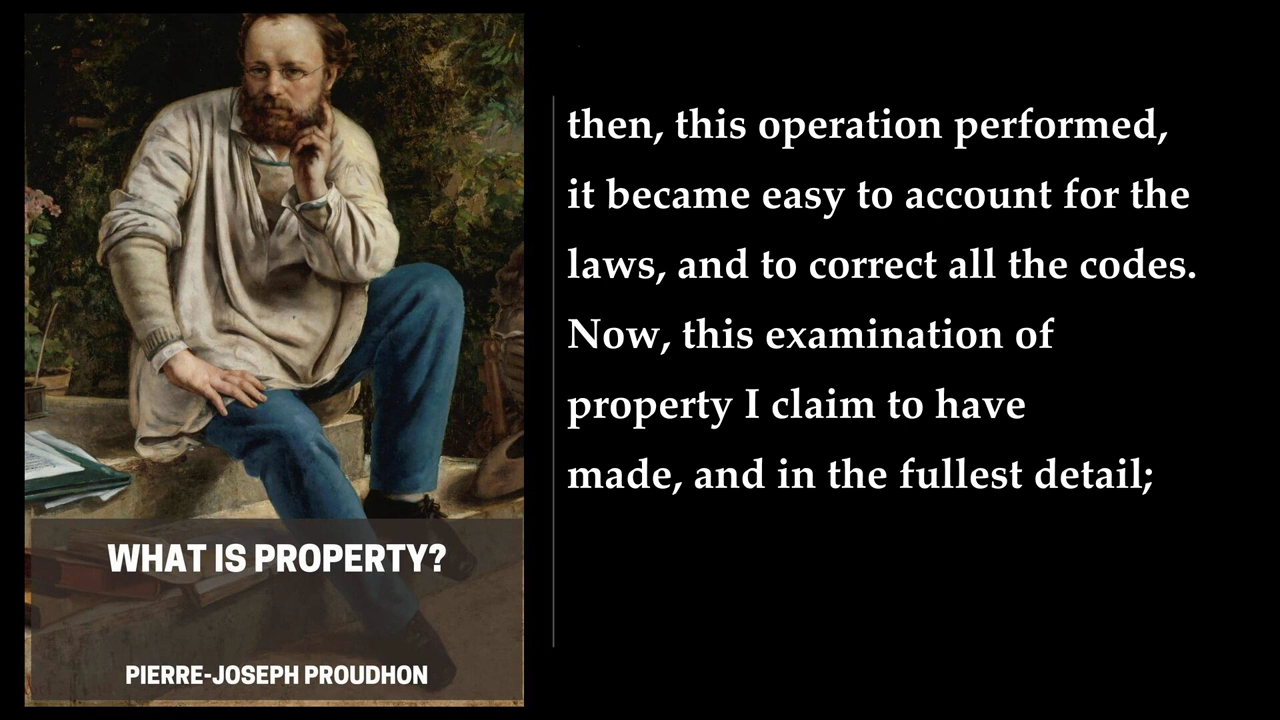 then, this operation performed,
it became easy to account for the
laws, and to correct all the codes.
Now, this examination of
property I claim to have
made, and in the fullest detail;
WHAT IS PROPERTY?
PIERRE-JOSEPH PROUDHON